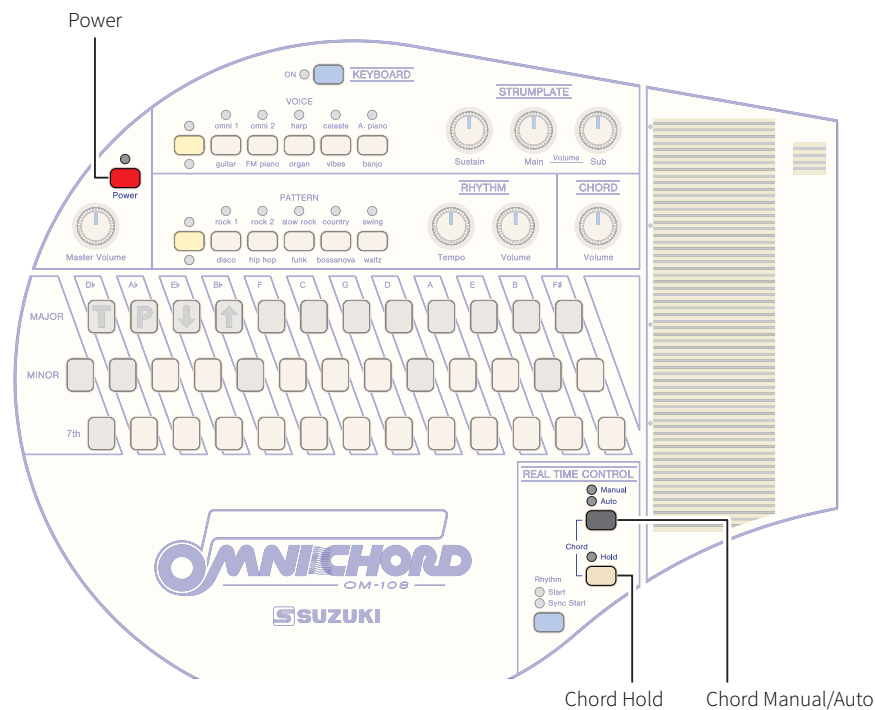 Power
ON KEYBOARD
STRUMPLATE
VOICE
omni 1 omni 2 harp celeste A. piano
guitar FM piano organ vibes banjo
Sustain Main Volume Sub
Power
PATTERN
RHYTHM
CHORD
rock 1 rock 2 slow rock country swing
disco hip hop funk bossanova waltz
Master Volume
Tempo Volume
Volume
D♭ A♭ E♭ B♭ F C G D A E B F#
MAJOR
T P ↓ ↑
MINOR
7th
REAL TIME CONTROL
Manual
Auto
Chord
Hold
Rhythm
Start
Sync Start
OMNICHORD
OM-108
SUZUKI
Chord Hold
Chord Manual/Auto